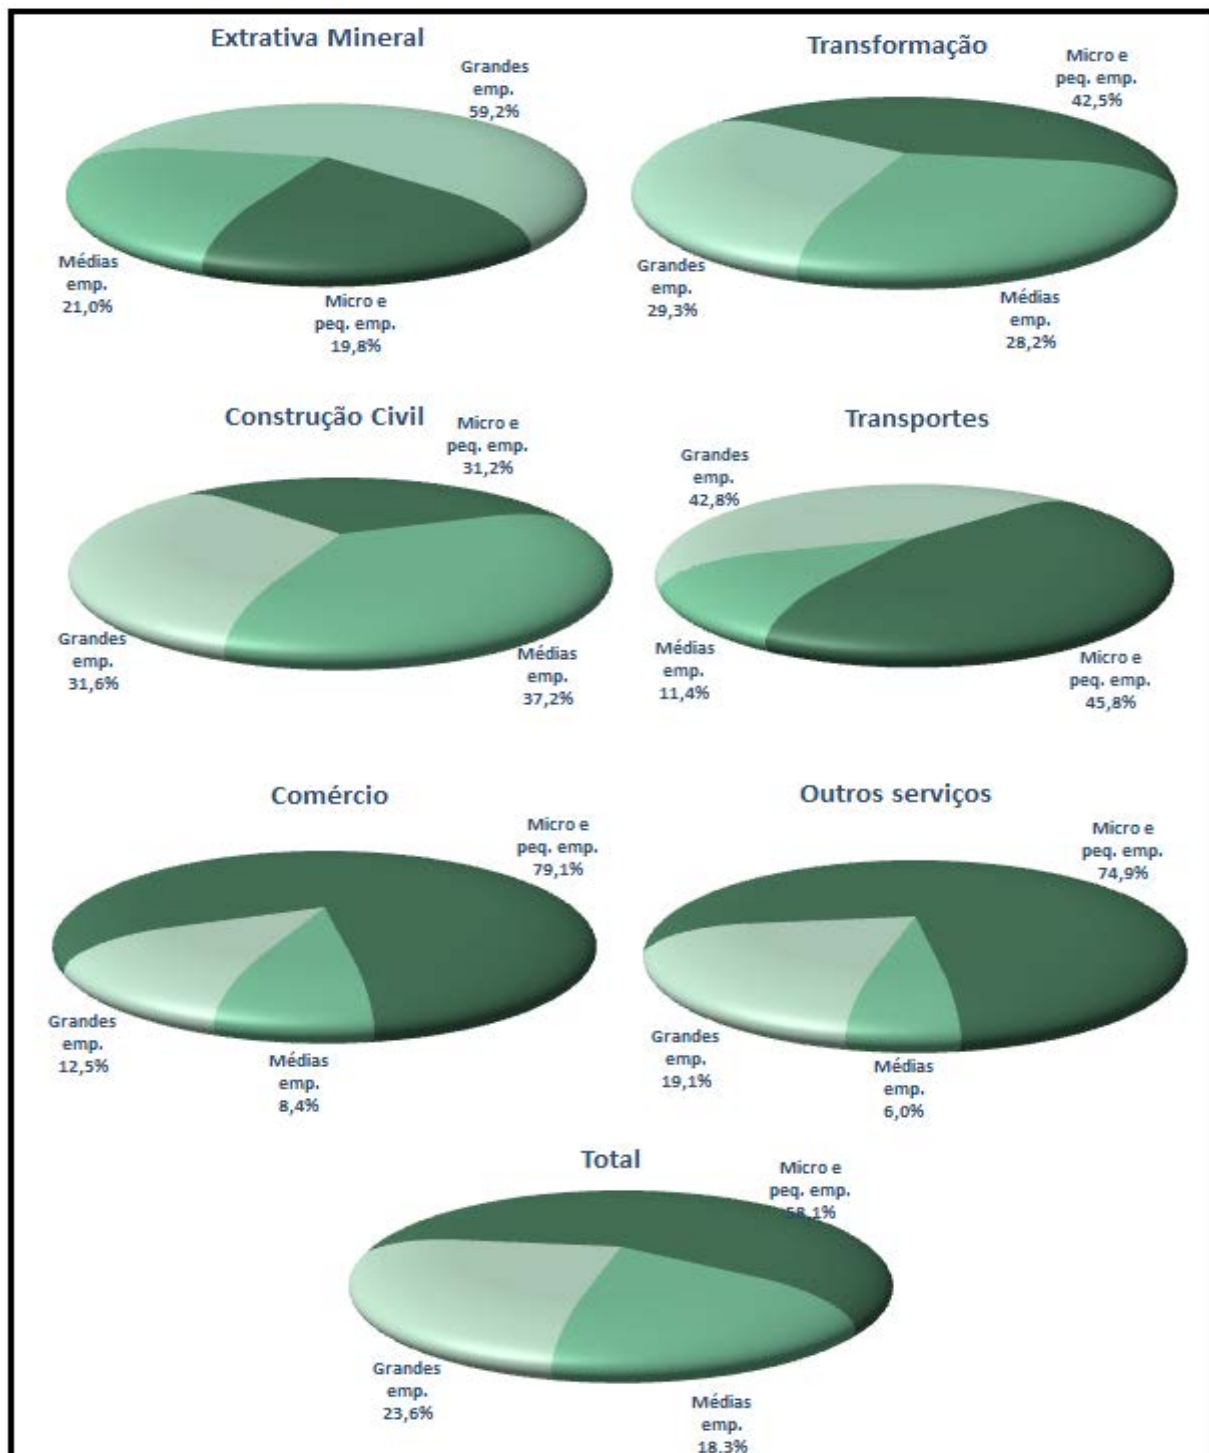 Extrativa Mineral
Grandes
emp.
59,2%
Médias
emp.
21,0%
Micro e
peq. emp.
19,8%
Transformação
Micro e
peq. emp.
42,5%
Grandes
emp.
29,3%
Médias
emp.
28,2%
Construção Civil
Micro e
peq. emp.
31,2%
Grandes
emp.
31,6%
Médias
emp.
37,2%
Transportes
Grandes
emp.
42,8%
Médias
emp.
11,4%
Micro e
peq. emp.
45,8%
Comércio
Micro e
peq. emp.
79,1%
Grandes
emp.
12,5%
Médias
emp.
8,4%
Outros serviços
Micro e
peq. emp.
74,9%
Grandes
emp.
19,1%
Médias
emp.
6,0%
Total
Micro e
peq. emp.
58,1%
Grandes
emp.
23,6%
Médias
emp.
18,3%